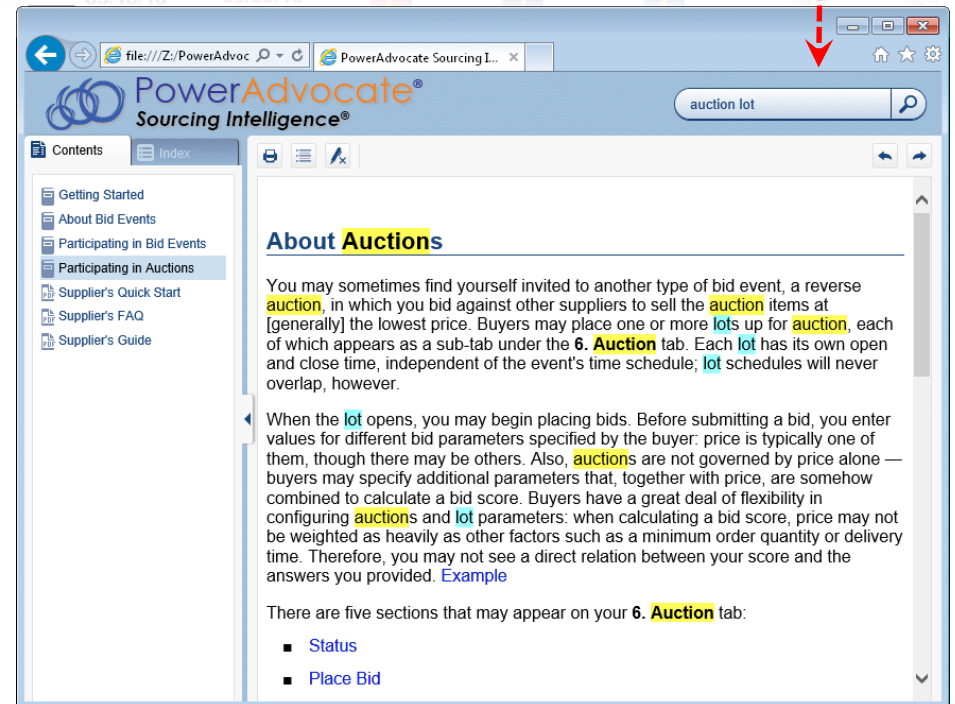 file:///Z:/PowerAdvoc
PowerAdvocate Sourcing I...
PowerAdvocate®
Sourcing Intelligence®
auction lot
Contents
Index
Getting Started
About Bid Events
Participating in Bid Events
Participating in Auctions
Supplier's Quick Start
Supplier's FAQ
Supplier's Guide
About Auctions
You may sometimes find yourself invited to another type of bid event, a reverse
auction, in which you bid against other suppliers to sell the auction items at
[generally] the lowest price. Buyers may place one or more lots up for auction, each
of which appears as a sub-tab under the 6. Auction tab. Each lot has its own open
and close time, independent of the event's time schedule; lot schedules will never
overlap, however.
When the lot opens, you may begin placing bids. Before submitting a bid, you enter
values for different bid parameters specified by the buyer: price is typically one of
them, though there may be others. Also, auctions are not governed by price alone —
buyers may specify additional parameters that, together with price, are somehow
combined to calculate a bid score. Buyers have a great deal of flexibility in
configuring auctions and lot parameters: when calculating a bid score, price may not
be weighted as heavily as other factors such as a minimum order quantity or delivery
time. Therefore, you may not see a direct relation between your score and the
answers you provided. Example
There are five sections that may appear on your 6. Auction tab:
■ Status
■ Place Bid